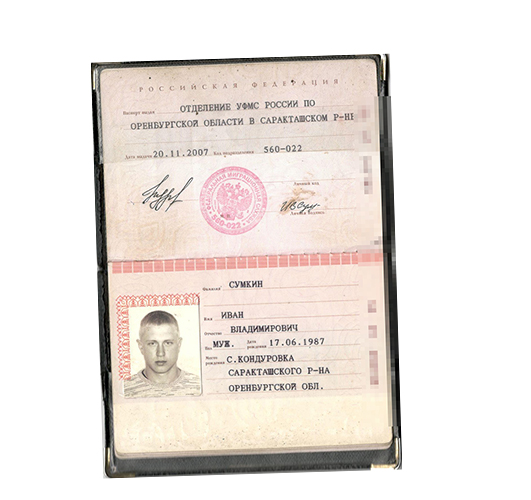 РОССИЙСКАЯ ФЕДЕРАЦИЯ
Паспорт выдан ОТДЕЛЕНИЕ УФМС РОССИИ ПО
ОРЕНБУРГСКОЙ ОБЛАСТИ В САРАКТАШСКОМ Р-НЕ
Дата выдачи 20.11.2007 Код подразделения 560-022
Личный код
Личная подпись
Фамилия СУМКИН
Имя ИВАН
Отчество ВЛАДИМИРОВИЧ
Пол МУЖ. Дата рождения 17.06.1987
Место рождения С.КОНДУРОВКА
САРАКТАШСКОГО Р-НА
ОРЕНБУРГСКОЙ ОБЛ.